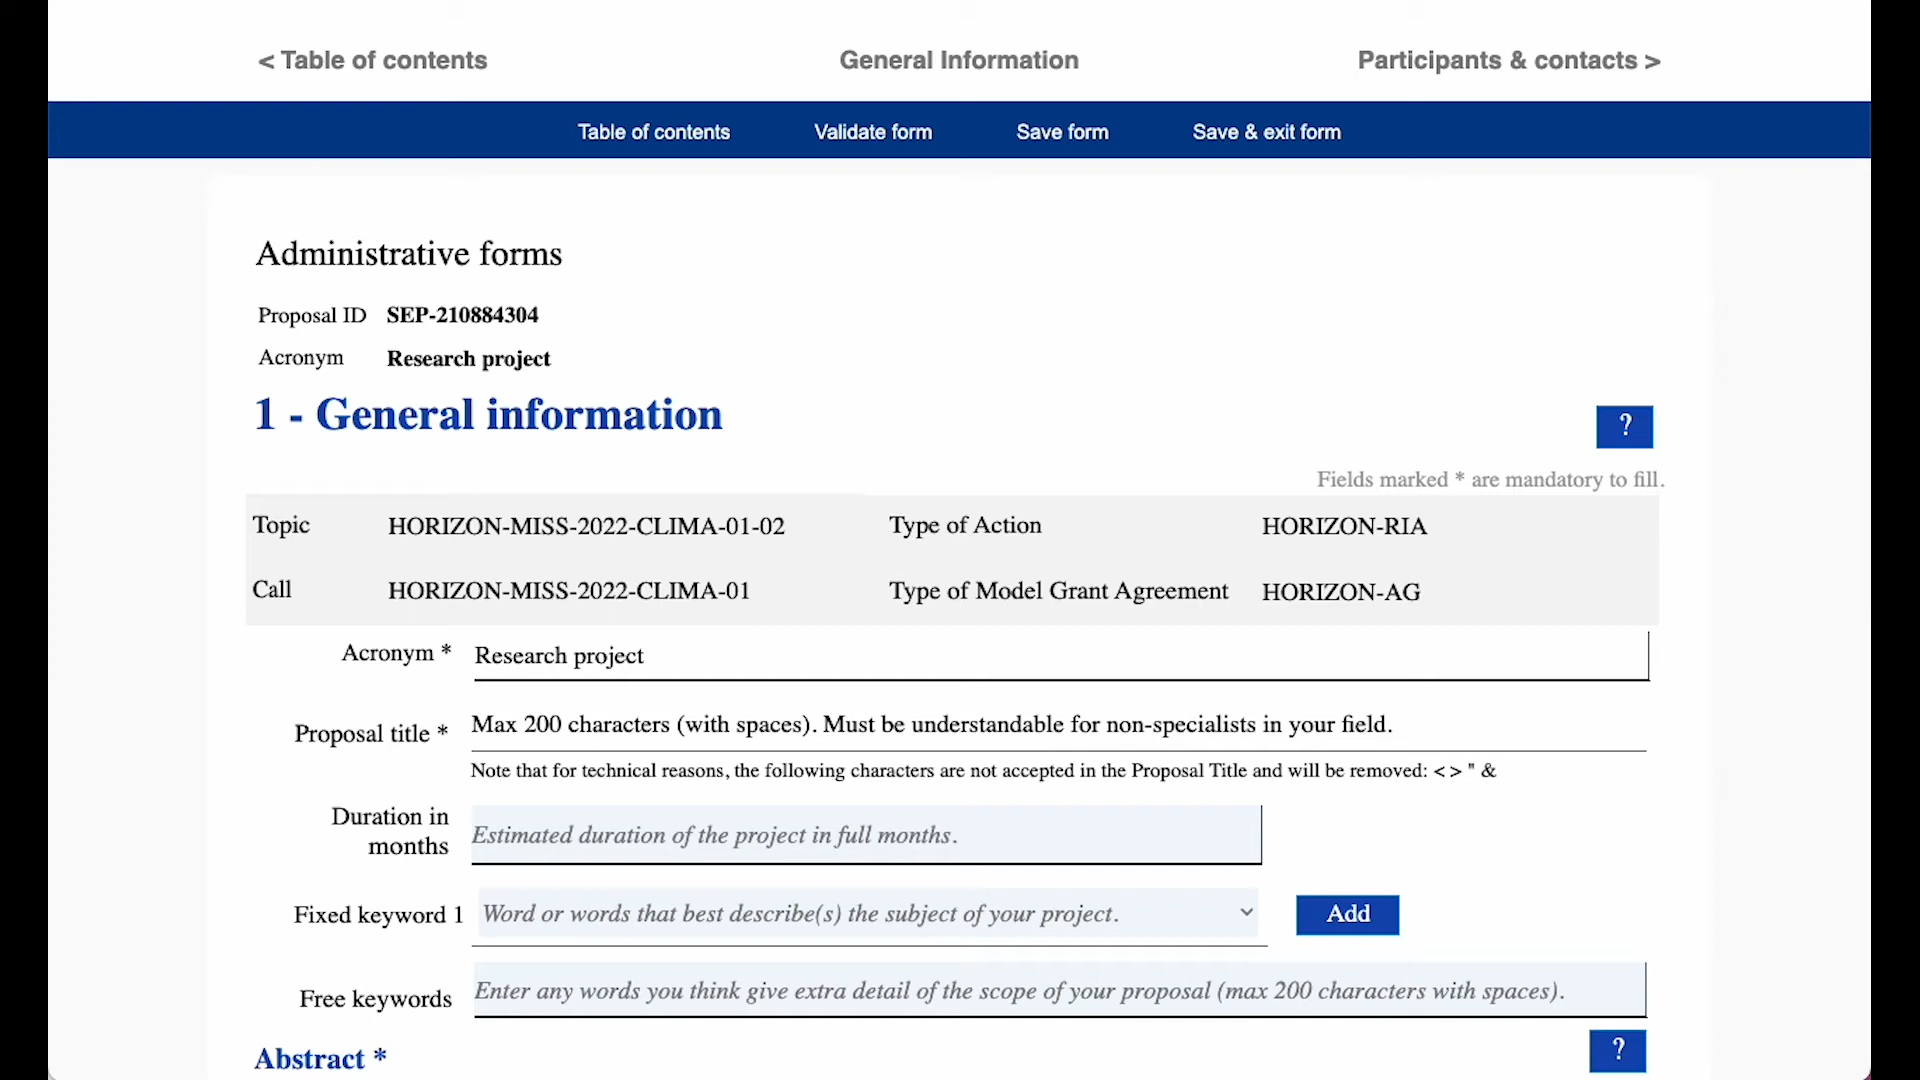 < Table of contents General Information Participants & contacts >
Table of contents Validate form Save form Save & exit form
Administrative forms
Proposal ID SEP-210884304
Acronym Research project
1 - General information ?
Fields marked * are mandatory to fill.
Topic HORIZON-MISS-2022-CLIMA-01-02 Type of Action HORIZON-RIA
Call HORIZON-MISS-2022-CLIMA-01 Type of Model Grant Agreement HORIZON-AG
Acronym * Research project
Proposal title * Max 200 characters (with spaces). Must be understandable for non-specialists in your field.
Note that for technical reasons, the following characters are not accepted in the Proposal Title and will be removed: < > " &
Duration in
months
Estimated duration of the project in full months.
Fixed keyword 1 Word or words that best describe(s) the subject of your project. Add
Free keywords Enter any words you think give extra detail of the scope of your proposal (max 200 characters with spaces).
Abstract * ?